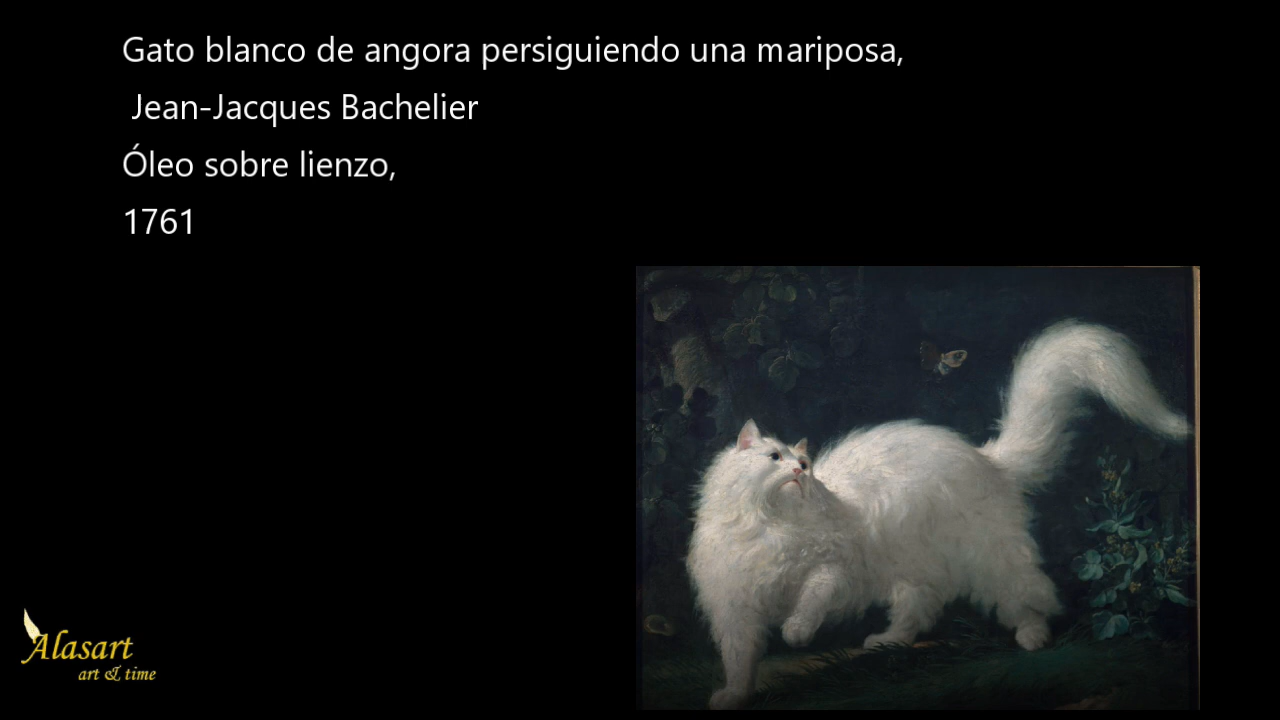 Gato blanco de angora persiguiendo una mariposa,
Jean-Jacques Bachelier
Óleo sobre lienzo,
1761
Alasart
art & time